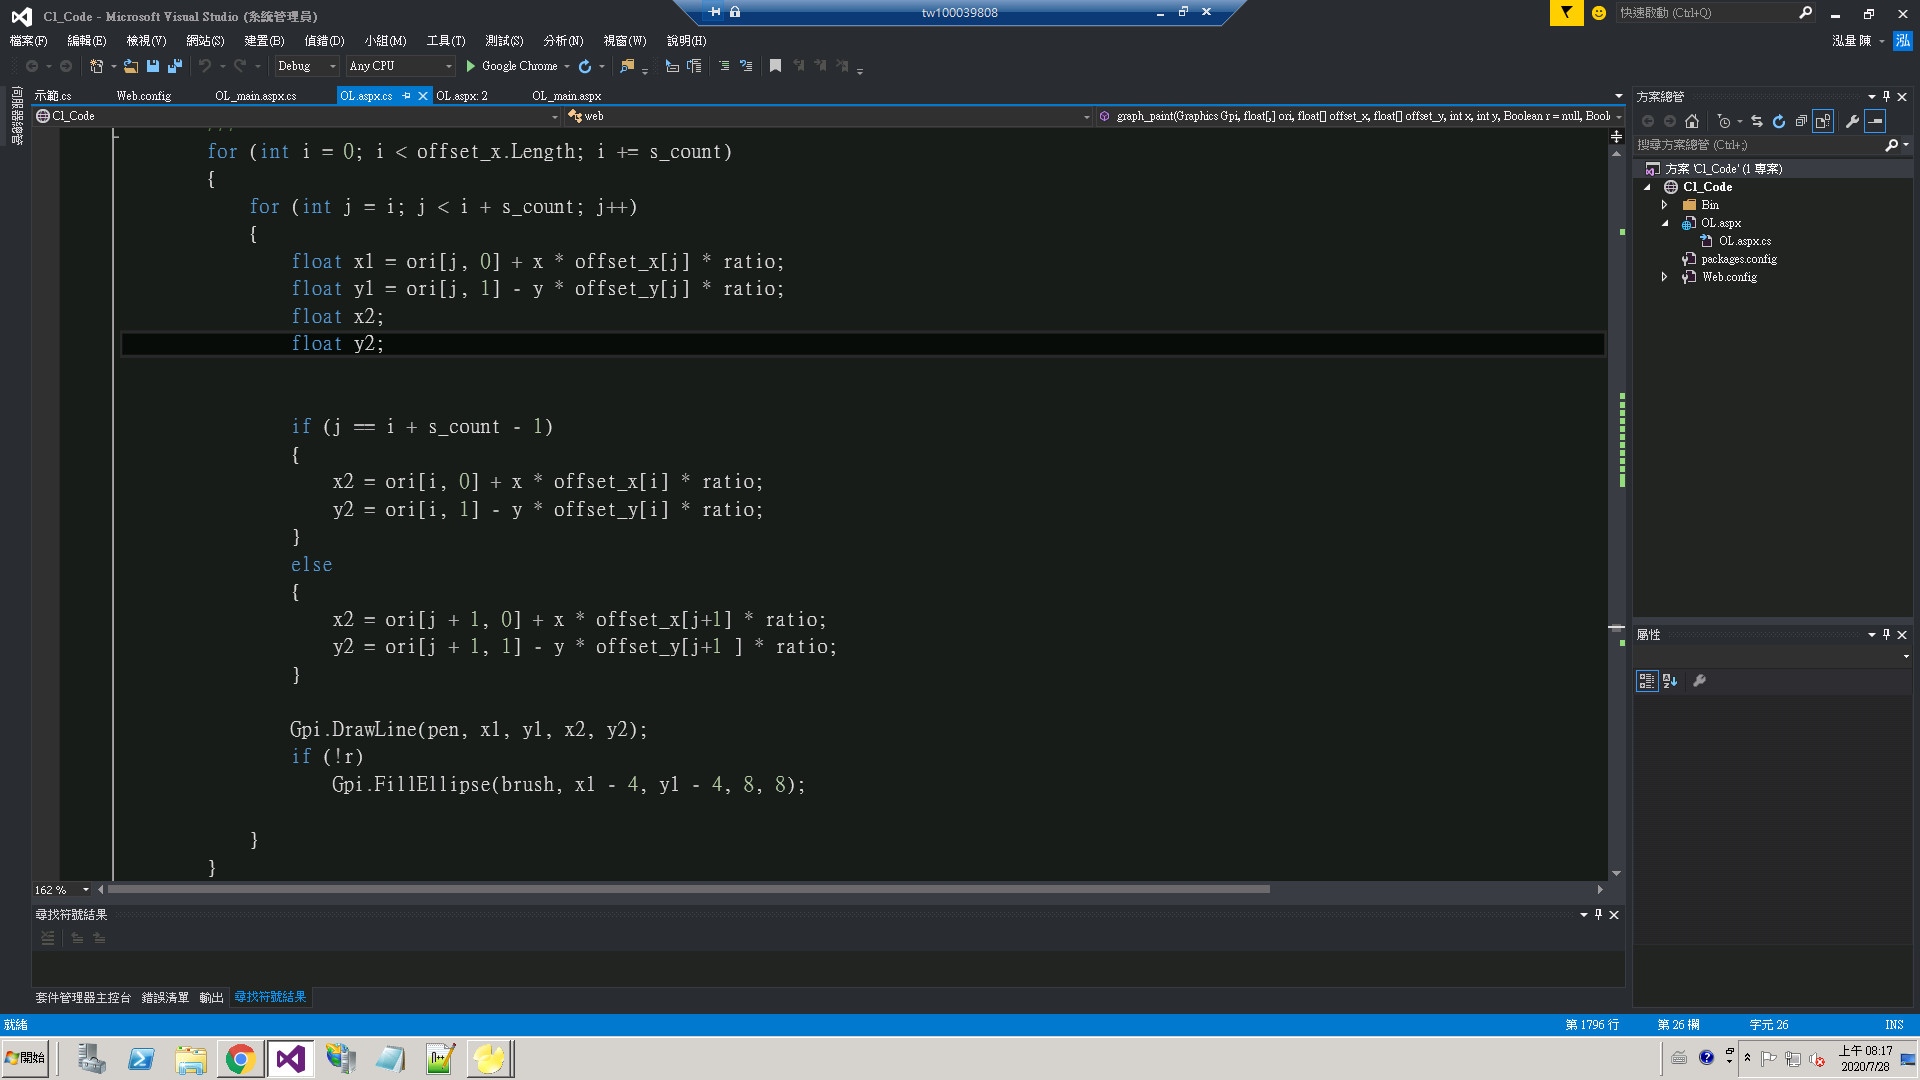 Cl_Code - Microsoft Visual Studio (系統管理員)
tw100039808
快速啟動 (Ctrl+Q)
檔案(F) 編輯(E) 檢視(V) 網站(S) 建置(B) 偵錯(D) 小組(M) 工具(T) 測試(S) 分析(N) 視窗(W) 說明(H)
泓量 陳
泓
Debug Any CPU Google Chrome
伺服器總管
示範.cs Web.config OL_main.aspx.cs OL.aspx.cs OL.aspx: 2 OL_main.aspx
Cl_Code web graph_paint(Graphics Gpi, float[,] ori, float[] offset_x, float[] offset_y, int x, int y, Boolean r = null, Bool
for (int i = 0; i < offset_x.Length; i += s_count)
{
for (int j = i; j < i + s_count; j++)
{
float x1 = ori[j, 0] + x * offset_x[j] * ratio;
float y1 = ori[j, 1] - y * offset_y[j] * ratio;
float x2;
float y2;
if (j == i + s_count - 1)
{
x2 = ori[i, 0] + x * offset_x[i] * ratio;
y2 = ori[i, 1] - y * offset_y[i] * ratio;
}
else
{
x2 = ori[j + 1, 0] + x * offset_x[j+1] * ratio;
y2 = ori[j + 1, 1] - y * offset_y[j+1 ] * ratio;
}
Gpi.DrawLine(pen, x1, y1, x2, y2);
if (!r)
Gpi.FillEllipse(brush, x1 - 4, y1 - 4, 8, 8);
}
}
162 %
尋找符號結果
套件管理器主控台 錯誤清單 輸出 尋找符號結果
方案總管
搜尋方案總管 (Ctrl+;)
方案 'Cl_Code' (1 專案)
Cl_Code
Bin
OL.aspx
OL.aspx.cs
packages.config
Web.config
屬性
就緒 第 1796 行 第 26 欄 字元 26 INS
開始
上午 08:17
2020/7/28